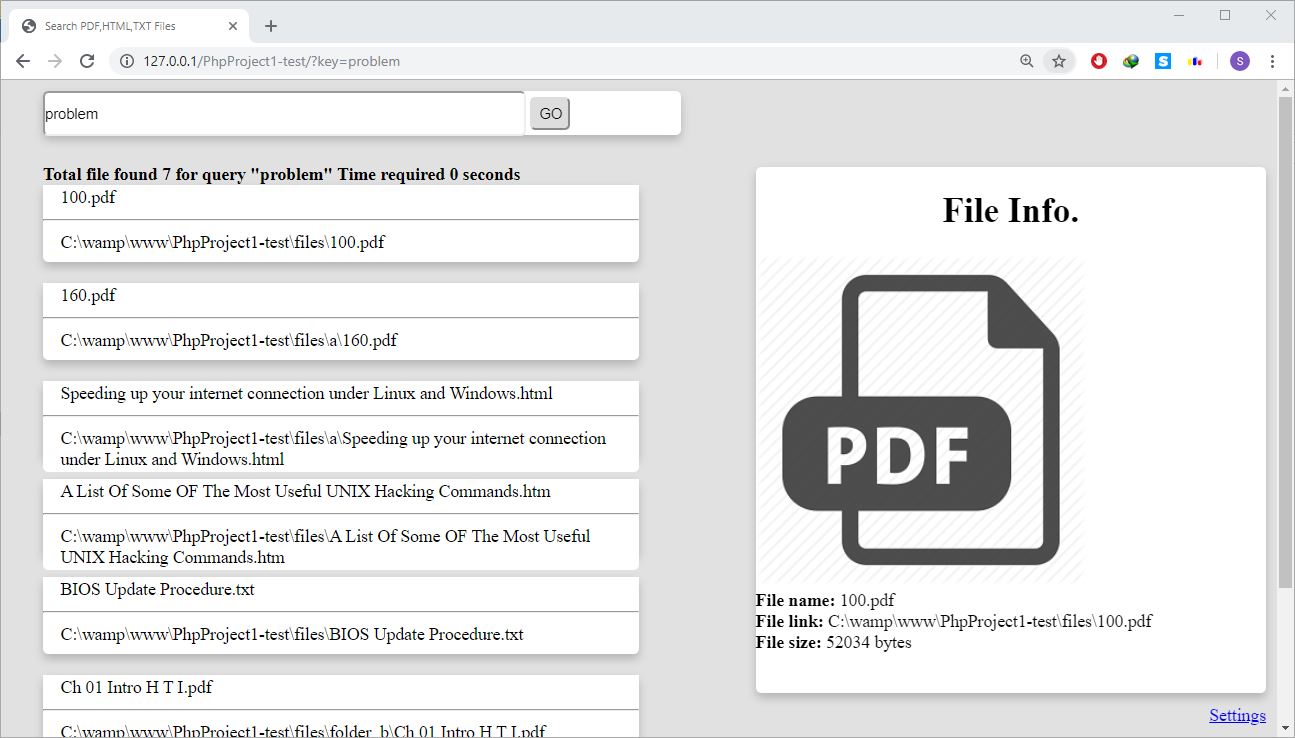 Search PDF,HTML,TXT Files
127.0.0.1/PhpProject1-test/?key=problem
S
S
problem
GO
Total file found 7 for query "problem" Time required 0 seconds
100.pdf
C:\wamp\www\PhpProject1-test\files\100.pdf
160.pdf
C:\wamp\www\PhpProject1-test\files\a\160.pdf
Speeding up your internet connection under Linux and Windows.html
C:\wamp\www\PhpProject1-test\files\a\Speeding up your internet connection
under Linux and Windows.html
A List Of Some OF The Most Useful UNIX Hacking Commands.htm
C:\wamp\www\PhpProject1-test\files\A List Of Some OF The Most Useful
UNIX Hacking Commands.htm
BIOS Update Procedure.txt
C:\wamp\www\PhpProject1-test\files\BIOS Update Procedure.txt
Ch 01 Intro H T I.pdf
C:\wamp\www\PhpProject1-test\files\folder_b\Ch 01 Intro H T I.pdf
File Info.
PDF
File name: 100.pdf
File link: C:\wamp\www\PhpProject1-test\files\100.pdf
File size: 52034 bytes
Settings